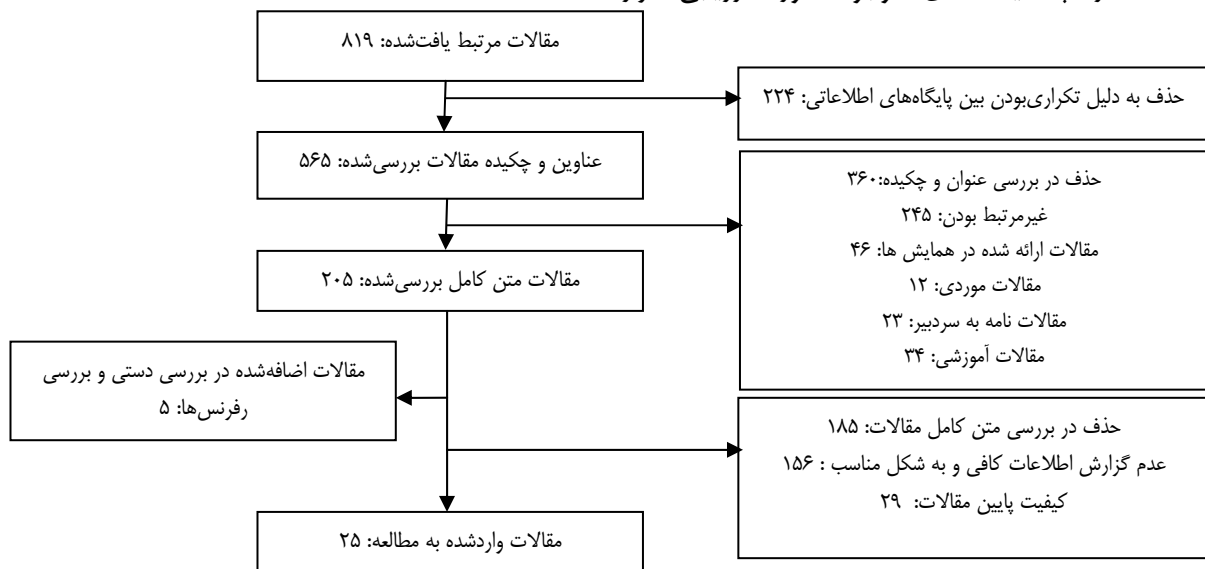 مقالات مرتبط یافت‌شده: ۸۱۹
حذف به دلیل تکراری‌بودن بین پایگاه‌های اطلاعاتی: ۲۲۴
عناوین و چکیده مقالات بررسی‌شده: ۵۶۵
حذف در بررسی عنوان و چکیده:۳۶۰
غیرمرتبط بودن: ۲۴۵
مقالات ارائه شده در همایش ها: ۴۶
مقالات موردی: ۱۲
مقالات نامه به سردبیر: ۲۳
مقالات آموزشی: ۳۴
مقالات متن کامل بررسی‌شده: ۲۰۵
مقالات اضافه‌شده در بررسی دستی و بررسی
رفرنس‌ها: ۵
حذف در بررسی متن کامل مقالات: ۱۸۵
عدم گزارش اطلاعات کافی و به شکل مناسب : ۱۵۶
کیفیت پایین مقالات: ۲۹
مقالات واردشده به مطالعه: ۲۵